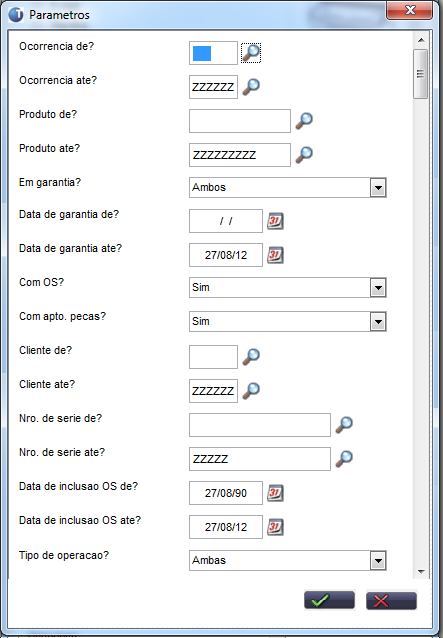 Parametros
Ocorrencia de?
Ocorrencia ate? ZZZZZZ
Produto de?
Produto ate? ZZZZZZZZZ
Em garantia? Ambos
Data de garantia de? / /
Data de garantia ate? 27/08/12
Com OS? Sim
Com apto. pecas? Sim
Cliente de?
Cliente ate? ZZZZZZ
Nro. de serie de?
Nro. de serie ate? ZZZZZ
Data de inclusao OS de? 27/08/90
Data de inclusao OS ate? 27/08/12
Tipo de operacao? Ambas